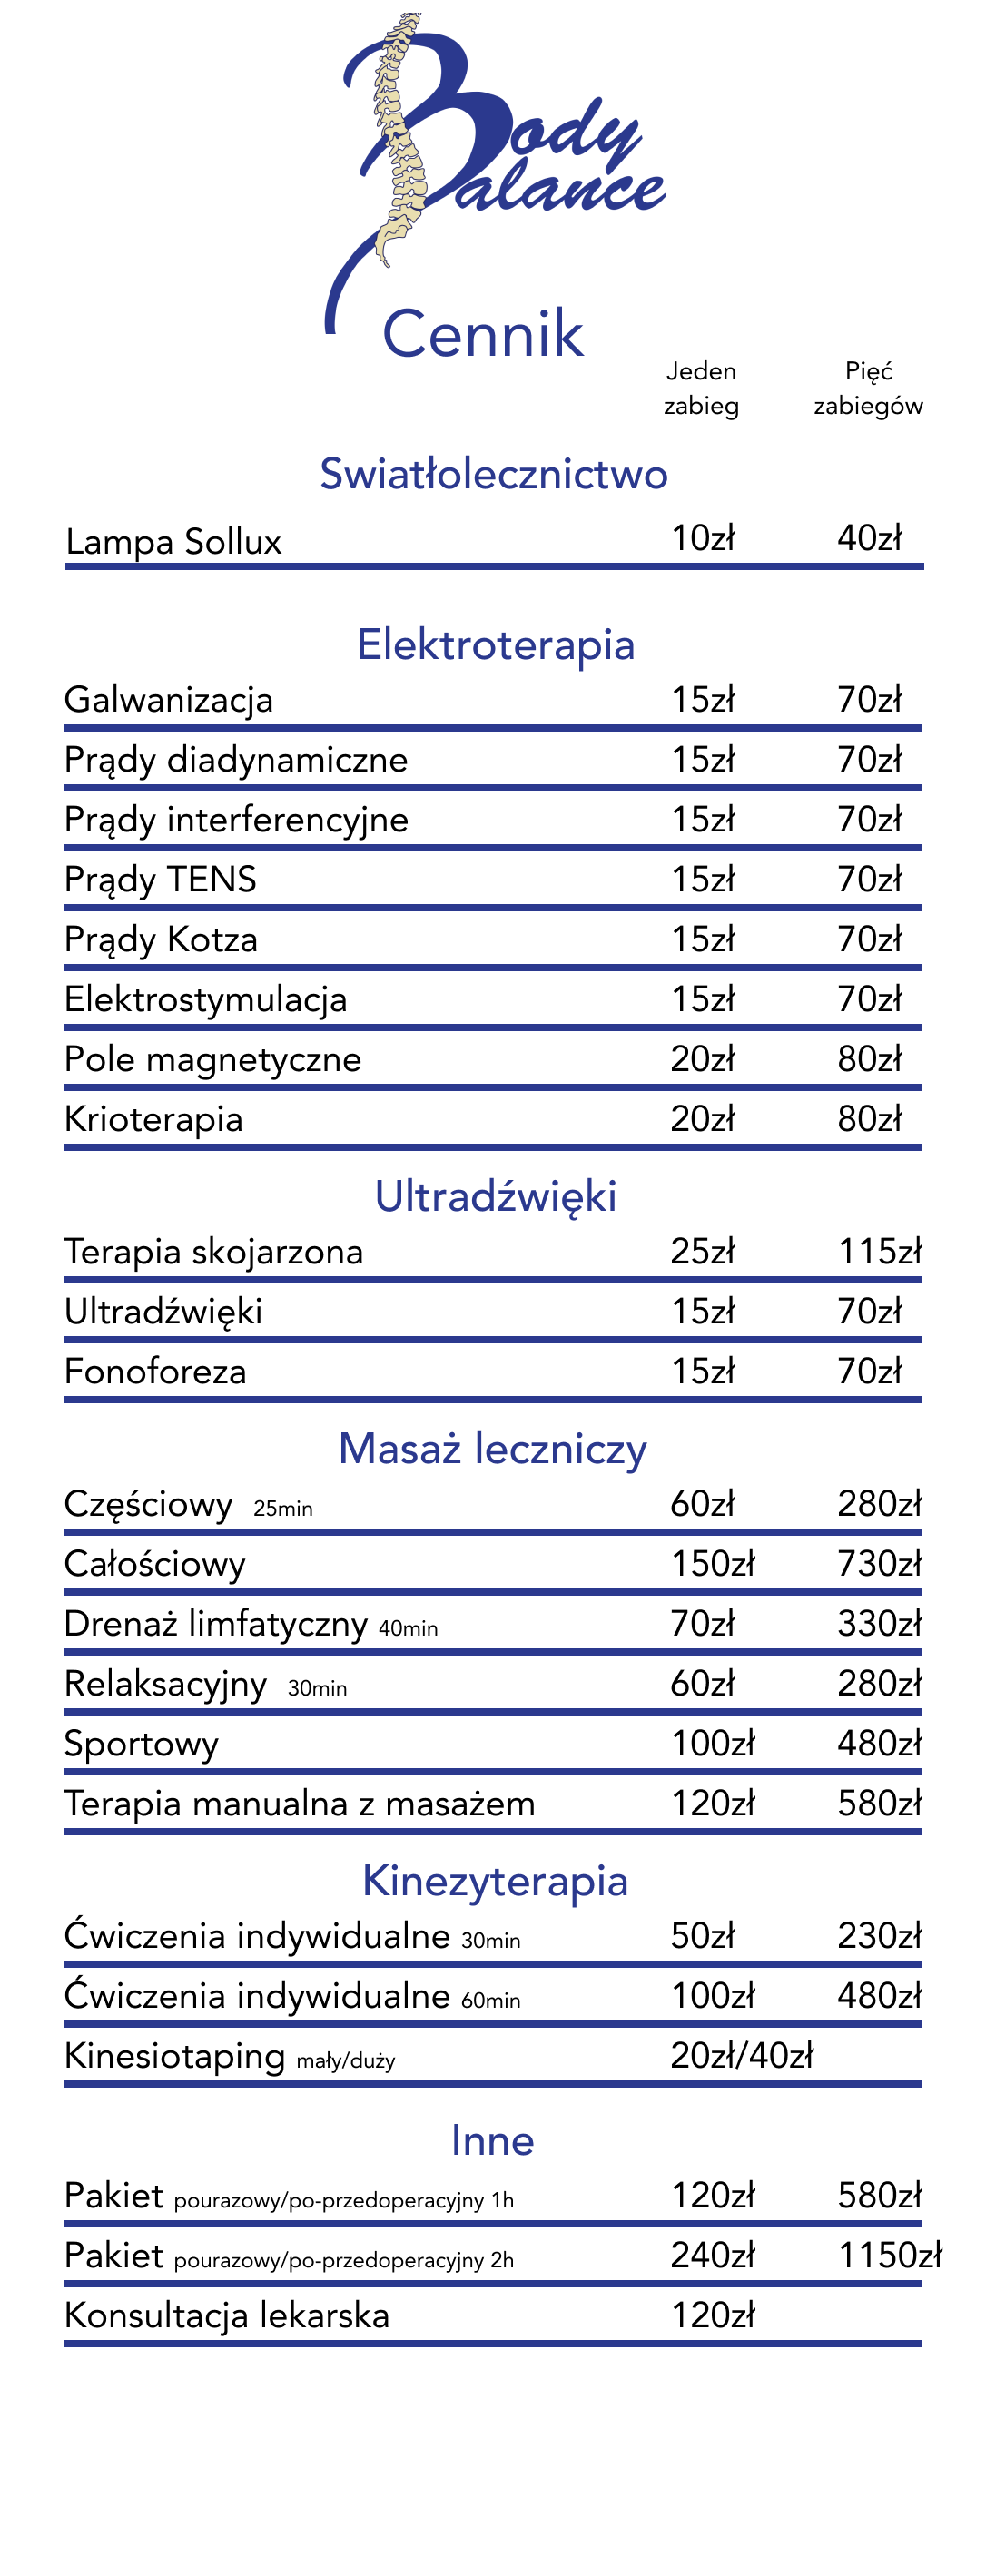 Body
Balance
Cennik
Jeden zabieg
Pięć zabiegów
Swiatłolecznictwo
Lampa Sollux 10zł 40zł
Elektroterapia
Galwanizacja 15zł 70zł
Prądy diadynamiczne 15zł 70zł
Prądy interferencyjne 15zł 70zł
Prądy TENS 15zł 70zł
Prądy Kotza 15zł 70zł
Elektrostymulacja 15zł 70zł
Pole magnetyczne 20zł 80zł
Krioterapia 20zł 80zł
Ultradźwięki
Terapia skojarzona 25zł 115zł
Ultradźwięki 15zł 70zł
Fonoforeza 15zł 70zł
Masaż leczniczy
Częściowy 25min 60zł 280zł
Całościowy 150zł 730zł
Drenaż limfatyczny 40min 70zł 330zł
Relaksacyjny 30min 60zł 280zł
Sportowy 100zł 480zł
Terapia manualna z masażem 120zł 580zł
Kinezyterapia
Ćwiczenia indywidualne 30min 50zł 230zł
Ćwiczenia indywidualne 60min 100zł 480zł
Kinesiotaping mały/duży 20zł/40zł
Inne
Pakiet pourazowy/po-przedoperacyjny 1h 120zł 580zł
Pakiet pourazowy/po-przedoperacyjny 2h 240zł 1150zł
Konsultacja lekarska 120zł